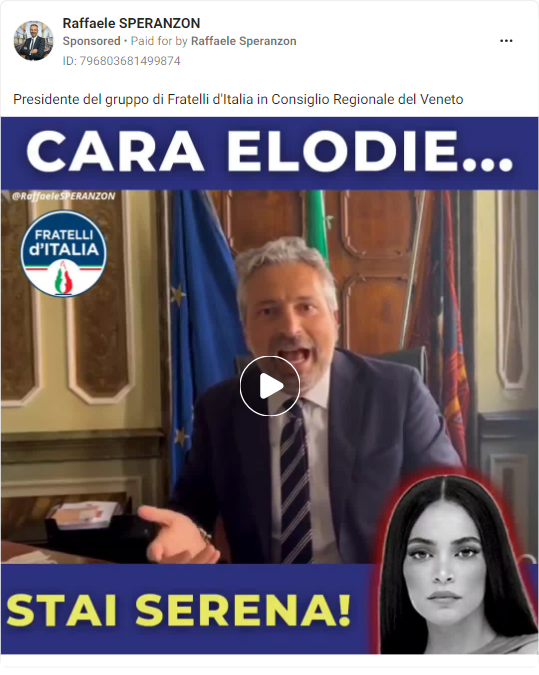 Raffaele SPERANZON
Sponsored • Paid for by Raffaele Speranzon
ID: 796803681499874
Presidente del gruppo di Fratelli d'Italia in Consiglio Regionale del Veneto
CARA ELODIE...
@RaffaeleSPERANZON
FRATELLI
d'ITALIA
STAI SERENA!